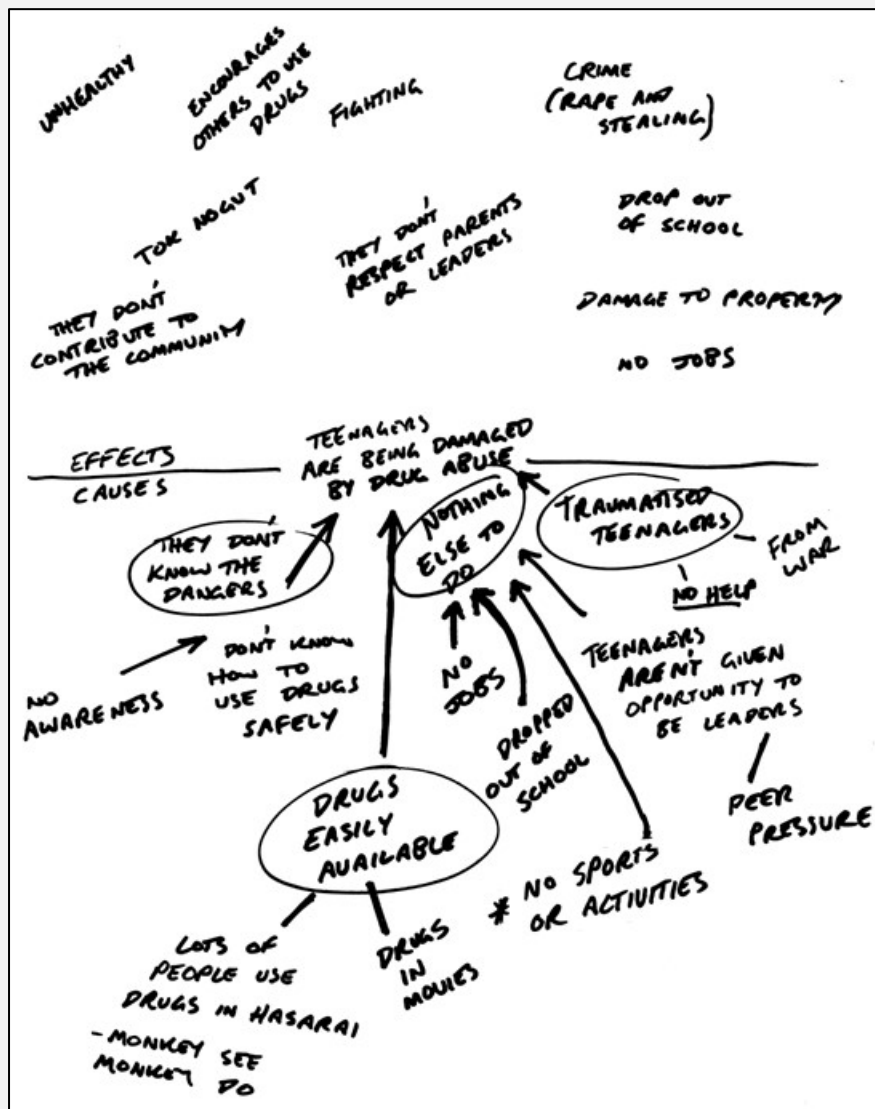 UNHEALTHY
ENCOURAGES
OTHERS TO USE
DRUGS
FIGHTING
CRIME
(RAPE AND
STEALING)
TOK NOGUT
THEY DON'T
RESPECT PARENTS
OR LEADERS
DROP OUT
OF SCHOOL
THEY DON'T
CONTRIBUTE TO
THE COMMUNITY
DAMAGE TO PROPERTY
NO JOBS
EFFECTS
CAUSES
TEENAGERS
ARE BEING DAMAGED
BY DRUG ABUSE
THEY DON'T
KNOW THE
DANGERS
NOTHING
ELSE TO
DO
TRAUMATISED
TEENAGERS
FROM
WAR
NO HELP
NO
AWARENESS
DON'T KNOW
HOW TO
USE DRUGS
SAFELY
NO
JOBS
DROPPED
OUT OF
SCHOOL
TEENAGERS
AREN'T GIVEN
OPPORTUNITY TO
BE LEADERS
PEER
PRESSURE
DRUGS
EASILY
AVAILABLE
* NO SPORTS
OR ACTIVITIES
LOTS OF
PEOPLE USE
DRUGS IN HASARAI
- MONKEY SEE
MONKEY DO
DRUGS
IN
MOVIES